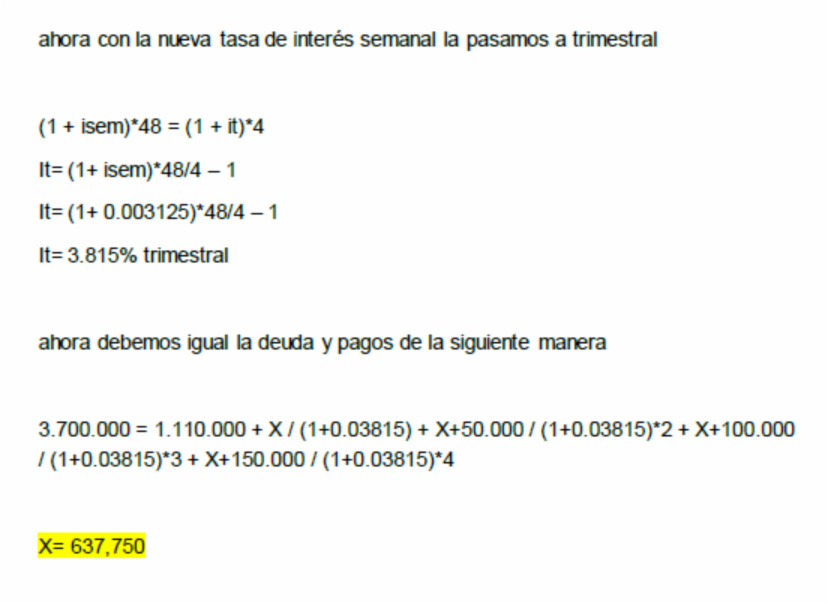 ahora con la nueva tasa de interés semanal la pasamos a trimestral
(1 + isem)*48 = (1 + it)*4
It= (1+ isem)*48/4 – 1
It= (1+ 0.003125)*48/4 – 1
It= 3.815% trimestral
ahora debemos igual la deuda y pagos de la siguiente manera
3.700.000 = 1.110.000 + X / (1+0.03815) + X+50.000 / (1+0.03815)*2 + X+100.000
/ (1+0.03815)*3 + X+150.000 / (1+0.03815)*4
X= 637,750